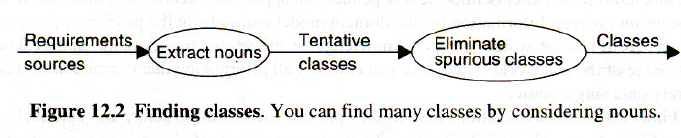 Requirements
sources
Extract nouns
Tentative
classes
Eliminate
spurious classes
Classes
Figure 12.2 Finding classes. You can find many classes by considering nouns.